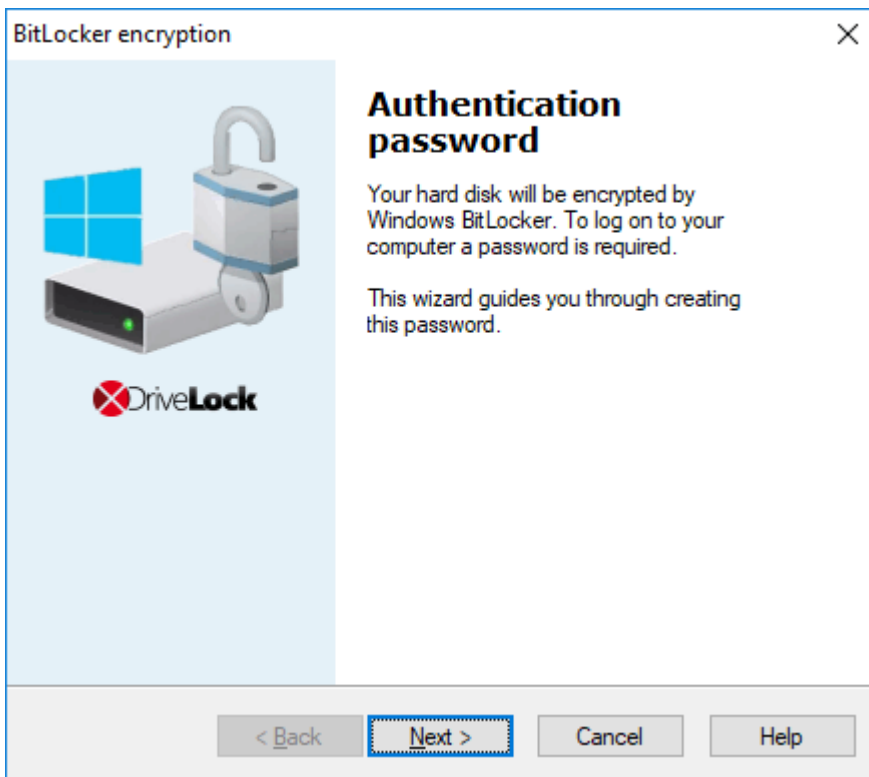 BitLocker encryption
Authentication
password
Your hard disk will be encrypted by
Windows BitLocker. To log on to your
computer a password is required.
This wizard guides you through creating
this password.
DriveLock
< Back
Next >
Cancel
Help